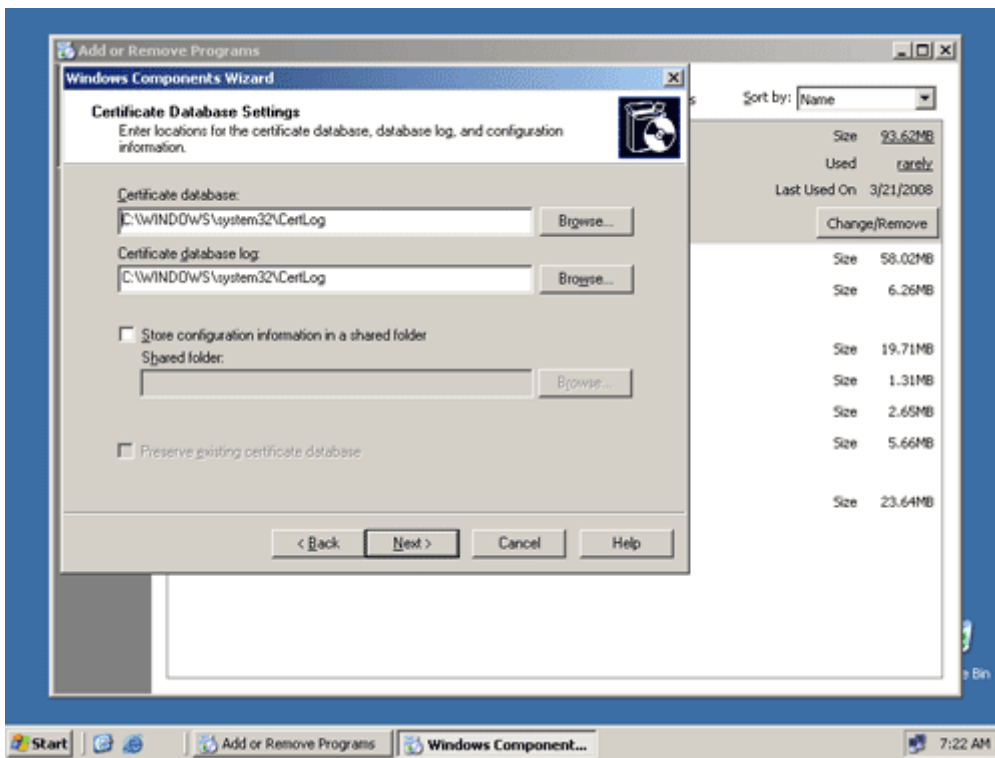 Add or Remove Programs
Windows Components Wizard
Certificate Database Settings
Enter locations for the certificate database, database log, and configuration
information.
Sort by: Name
Size 93.62MB
Used rarely
Last Used On 3/21/2008
Change/Remove
Certificate database:
C:\WINDOWS\system32\CertLog
Browse...
Certificate database log:
C:\WINDOWS\system32\CertLog
Browse...
Store configuration information in a shared folder
Shared folder:
Browse...
Preserve existing certificate database
< Back
Next >
Cancel
Help
Size 58.02MB
Size 6.26MB
Size 19.71MB
Size 1.31MB
Size 2.65MB
Size 5.66MB
Size 23.64MB
Bin
Start
Add or Remove Programs
Windows Component...
7:22 AM